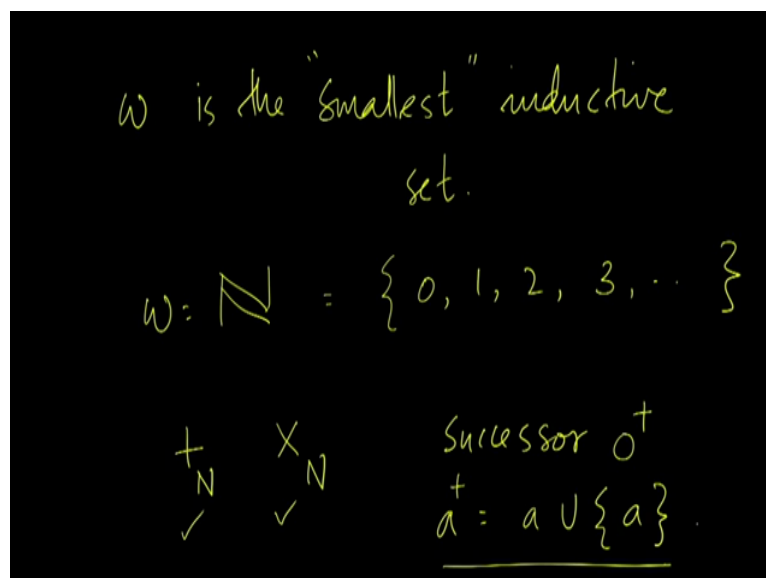 ω is the "smallest" inductive
set.
ω = ℕ = { 0, 1, 2, 3, .. }
+_N ×_N successor 0⁺
✓ ✓ a⁺ = a ∪ {a}.